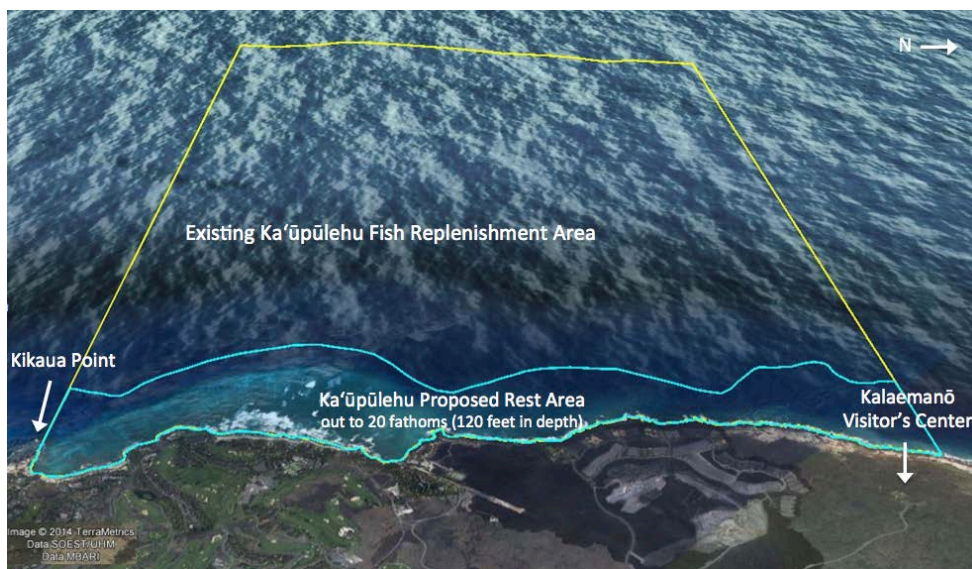 N
Existing Ka‘ūpūlehu Fish Replenishment Area
Kikaua Point
Ka‘ūpūlehu Proposed Rest Area
out to 20 fathoms (120 feet in depth)
Kalaemanō
Visitor's Center
Image © 2014 TerraMetrics
Data SOEST/UHM
Data MBARI